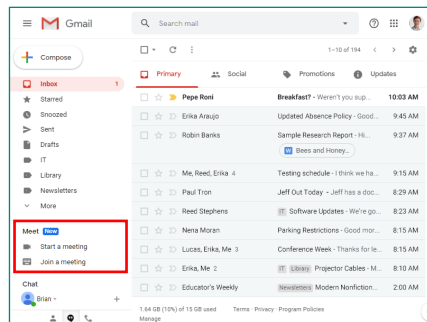 Gmail
Search mail
Compose
1–10 of 194
Primary Social Promotions Updates
Inbox 1
Starred
Snoozed
Sent
Drafts
IT
Library
Newsletters
More
Pepe Roni Breakfast? - Weren't you sup... 10:03 AM
Erika Araujo Updated Absence Policy - Good... 9:45 AM
Robin Banks Sample Research Report - Hi... 9:37 AM
W Bees and Honey...
Me, Reed, Erika 4 Testing schedule - I think we ha... 9:15 AM
Paul Tron Jeff Out Today - Jeff has a doc... 8:29 AM
Reed Stephens IT Software Updates - We're go... 8:23 AM
Nena Moran Parking Restrictions - Good mor... 8:15 AM
Lucas, Erika, Me 3 Conference Week - Thanks for le... 8:15 AM
Erika, Me 2 IT Library Projector Cables - M... 8:10 AM
Educator's Weekly Newsletters Modern Nonfiction... 2:00 AM
Meet New
Start a meeting
Join a meeting
Chat
Brian
1.64 GB (10%) of 15 GB used Terms · Privacy · Program Policies
Manage